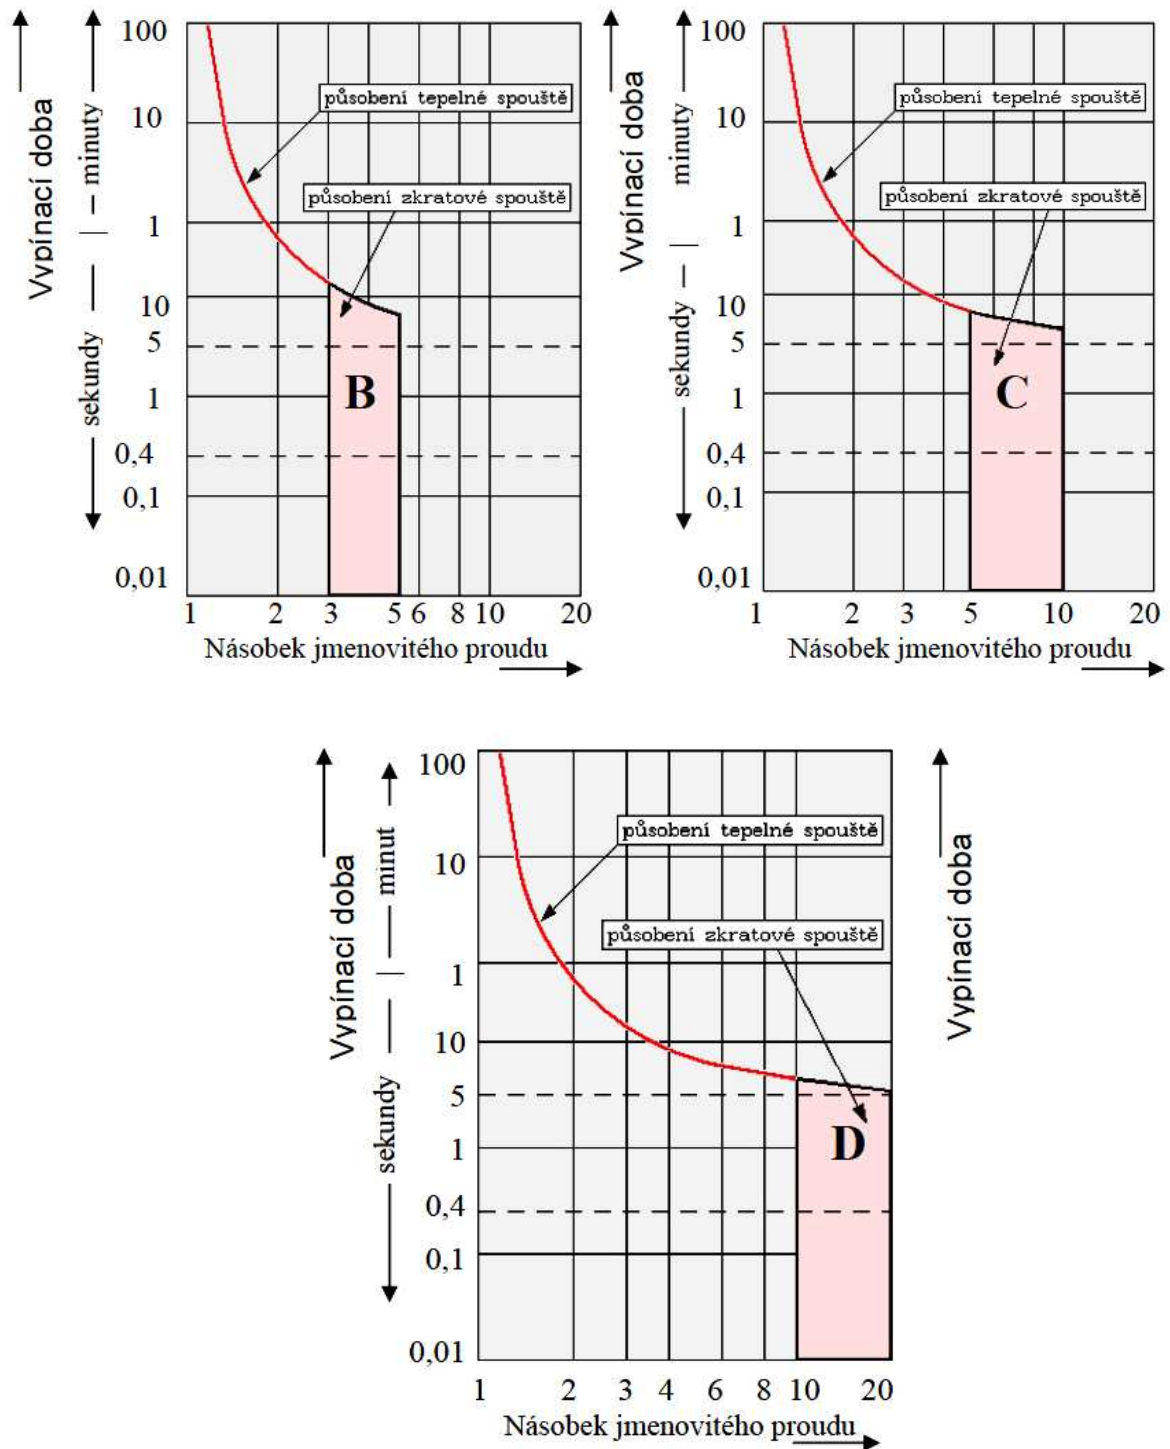 Vypínací doba
minuty
sekundy
100
10
1
10
5
1
0,4
0,1
0,01
působení tepelné spouště
působení zkratové spouště
B
1 2 3 5 6 8 10 20
Násobek jmenovitého proudu
Vypínací doba
minuty
sekundy
100
10
1
10
5
1
0,4
0,1
0,01
působení tepelné spouště
působení zkratové spouště
C
1 2 3 5 10 20
Násobek jmenovitého proudu
Vypínací doba
minut
sekundy
100
10
1
10
5
1
0,4
0,1
0,01
působení tepelné spouště
působení zkratové spouště
D
1 2 3 4 6 8 10 20
Násobek jmenovitého proudu
Vypínací doba